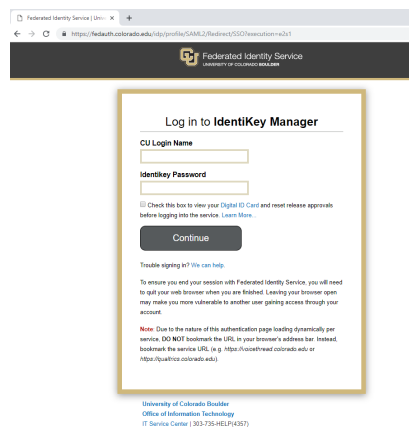 Federated Identity Service | Univ
https://fedauth.colorado.edu/idp/profile/SAML2/Redirect/SSO?execution=e2s1
Federated Identity Service
UNIVERSITY OF COLORADO BOULDER
Log in to IdentiKey Manager
CU Login Name
Identikey Password
Check this box to view your Digital ID Card and reset release approvals
before logging into the service. Learn More...
Continue
Trouble signing in? We can help.
To ensure you end your session with Federated Identity Service, you will need
to quit your web browser when you are finished. Leaving your browser open
may make you more vulnerable to another user gaining access through your
account.
Note: Due to the nature of this authentication page loading dynamically per
service, DO NOT bookmark the URL in your browser's address bar. Instead,
bookmark the service URL (e.g. https://voicethread.colorado.edu or
https://qualtrics.colorado.edu).
University of Colorado Boulder
Office of Information Technology
IT Service Center | 303-735-HELP(4357)